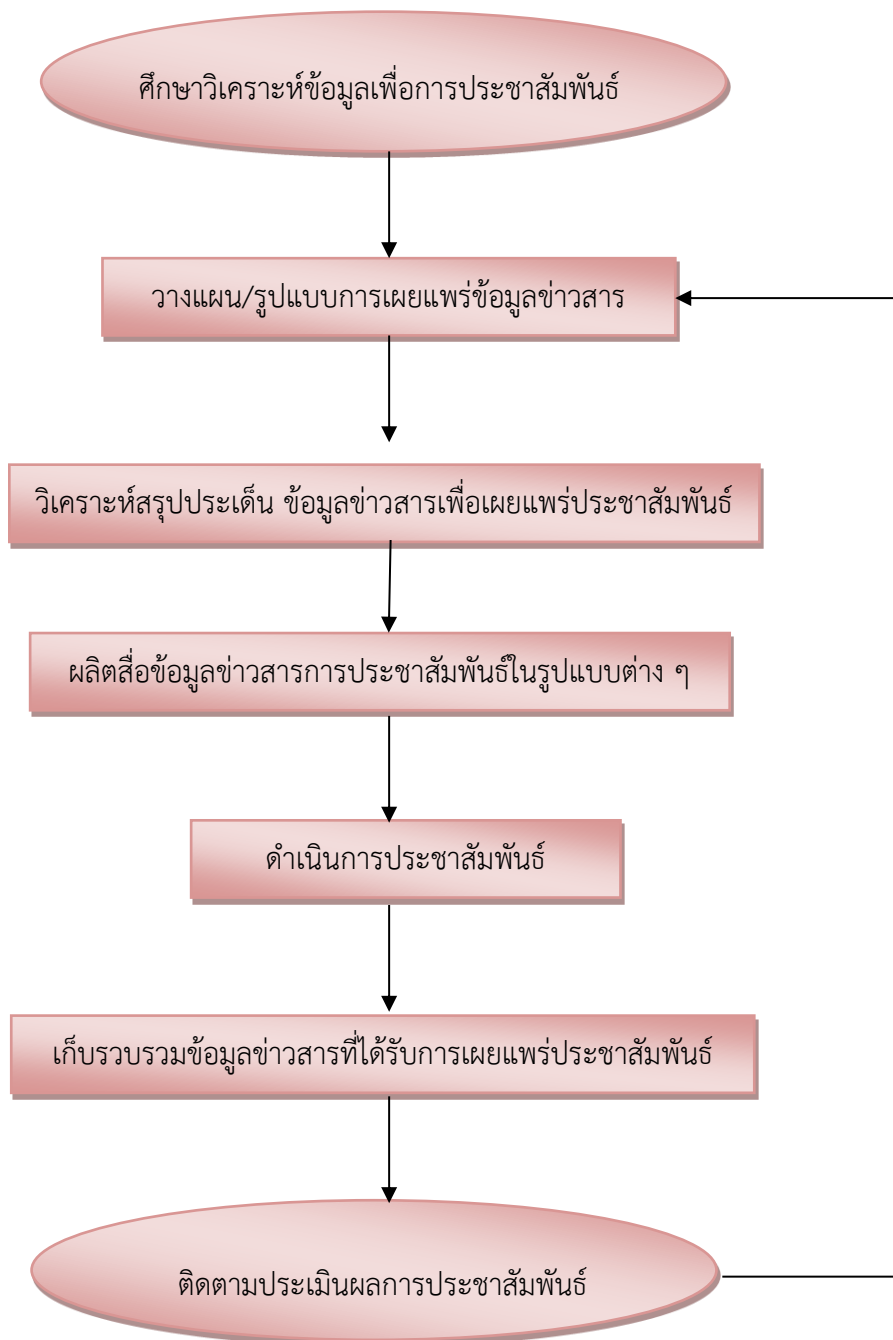 ศึกษาวิเคราะห์ข้อมูลเพื่อการประชาสัมพันธ์
วางแผน/รูปแบบการเผยแพร่ข้อมูลข่าวสาร
วิเคราะห์สรุปประเด็น ข้อมูลข่าวสารเพื่อเผยแพร่ประชาสัมพันธ์
ผลิตสื่อข้อมูลข่าวสารการประชาสัมพันธ์ในรูปแบบต่าง ๆ
ดำเนินการประชาสัมพันธ์
เก็บรวบรวมข้อมูลข่าวสารที่ได้รับการเผยแพร่ประชาสัมพันธ์
ติดตามประเมินผลการประชาสัมพันธ์